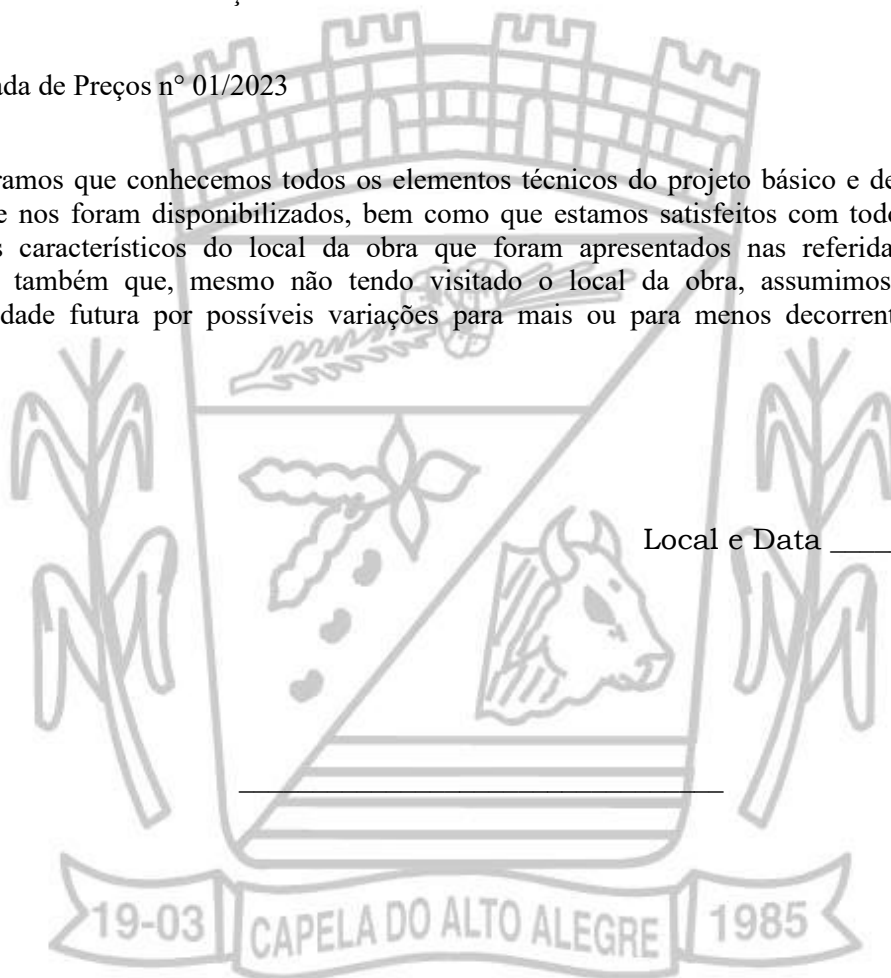 ada de Preços n° 01/2023
ramos que conhecemos todos os elementos técnicos do projeto básico e de
e nos foram disponibilizados, bem como que estamos satisfeitos com tod
s característicos do local da obra que foram apresentados nas referida
também que, mesmo não tendo visitado o local da obra, assumimos
dade futura por possíveis variações para mais ou para menos decorrent
Local e Data _____
19-03 CAPELA DO ALTO ALEGRE 1985